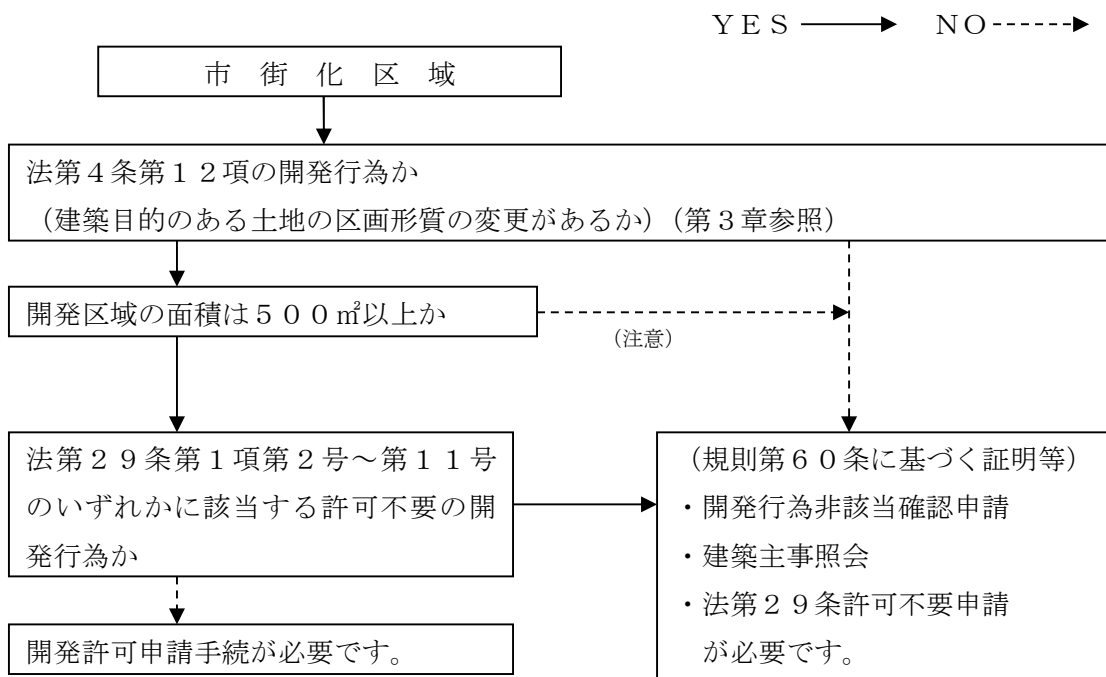 ＹＥＳ　ＮＯ
市　街　化　区　域
法第４条第１２項の開発行為か
（建築目的のある土地の区画形質の変更があるか）（第３章参照）
開発区域の面積は５００㎡以上か
（注意）
法第２９条第１項第２号～第１１号
のいずれかに該当する許可不要の開
発行為か
開発許可申請手続が必要です。
（規則第６０条に基づく証明等）
・開発行為非該当確認申請
・建築主事照会
・法第２９条許可不要申請
が必要です。